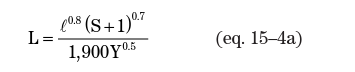 L = ℓ^0.8 (S+1)^0.7 / 1,900Y^0.5 (eq. 15–4a)